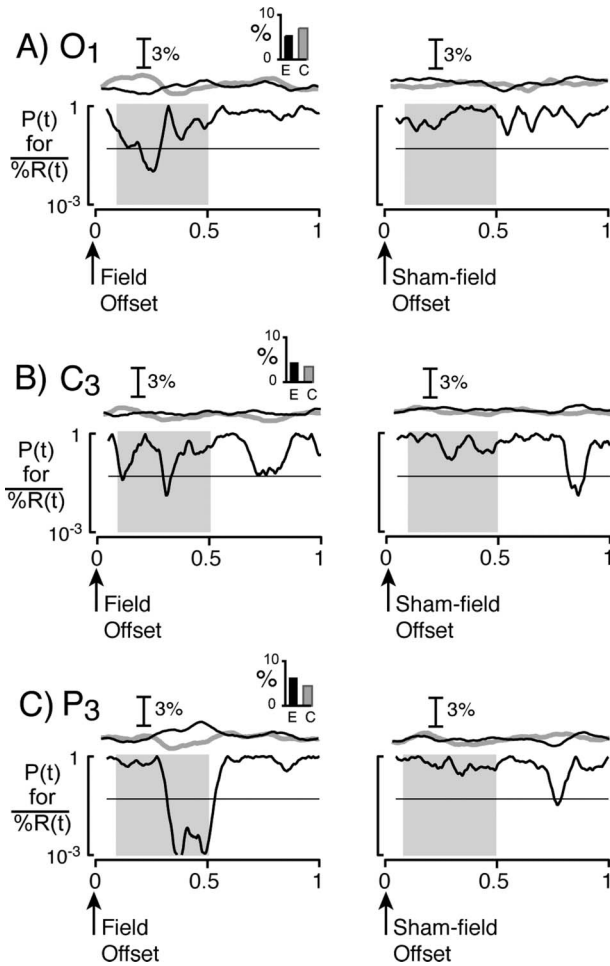 A) O1
3%
%
10
0
E C
3%
P(t)
for
%R(t)
1
10-3
0 0.5 1
0 0.5 1
Field
Offset
Sham-field
Offset
B) C3
3%
%
10
0
E C
3%
P(t)
for
%R(t)
1
10-3
0 0.5 1
0 0.5 1
Field
Offset
Sham-field
Offset
C) P3
3%
%
10
0
E C
3%
P(t)
for
%R(t)
1
10-3
0 0.5 1
0 0.5 1
Field
Offset
Sham-field
Offset